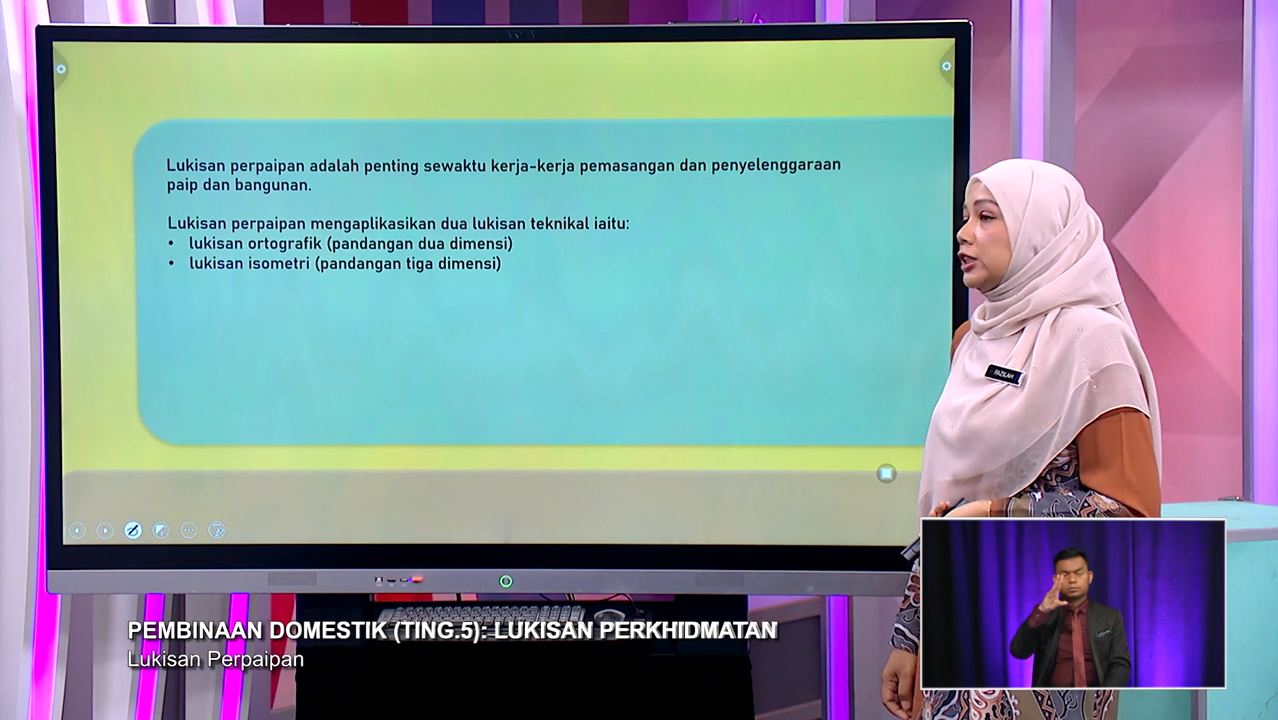 Lukisan perpaipan adalah penting sewaktu kerja-kerja pemasangan dan penyelenggaraan
paip dan bangunan.
Lukisan perpaipan mengaplikasikan dua lukisan teknikal iaitu:
• lukisan ortografik (pandangan dua dimensi)
• lukisan isometri (pandangan tiga dimensi)
FAZILAH
PEMBINAAN DOMESTIK (TING.5): LUKISAN PERKHIDMATAN
Lukisan Perpaipan